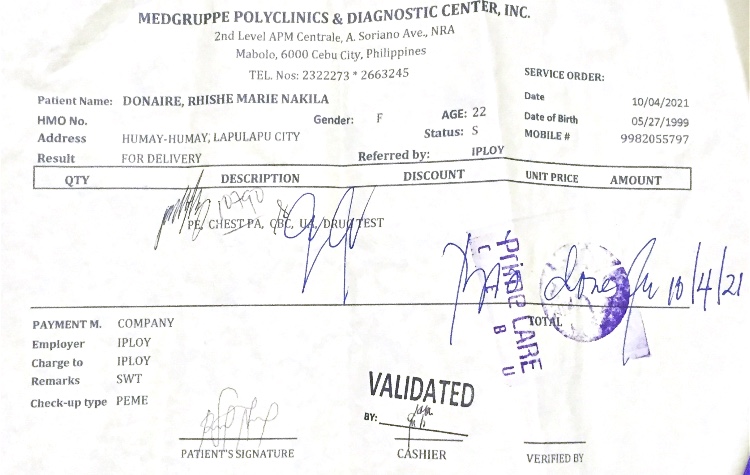 MEDGRUPPE POLYCLINICS & DIAGNOSTIC CENTER, INC.
2nd Level APM Centrale, A. Soriano Ave., NRA
Mabolo, 6000 Cebu City, Philippines
TEL. Nos: 2322273 * 2663245
SERVICE ORDER:
Patient Name: DONAIRE, RHISHE MARIE NAKILA
Date 10/04/2021
HMO No. Gender: F AGE: 22
Date of Birth 05/27/1999
Address HUMAY-HUMAY, LAPULAPU CITY Status: S
MOBILE # 9982055797
Result FOR DELIVERY Referred by: IPLOY
QTY DESCRIPTION DISCOUNT UNIT PRICE AMOUNT
10790
PE, CHEST PA, CBC, UA, DRUG TEST
Prime CARE
CEBU
Done 10/4/21
TOTAL
PAYMENT M. COMPANY
Employer IPLOY
Charge to IPLOY
Remarks SWT
Check-up type PEME
VALIDATED
BY:
PATIENT'S SIGNATURE CASHIER VERIFIED BY